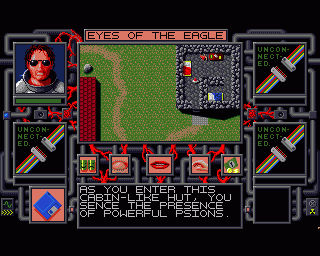 EYES OF THE EAGLE
UNCON-
NECT-
ED.
UNCON-
NECT-
ED.
UNCON-
NECT-
ED.
AS YOU ENTER THIS
CABIN-LIKE HUT, YOU
SENCE THE PRESENCE
OF POWERFUL PSIONS.